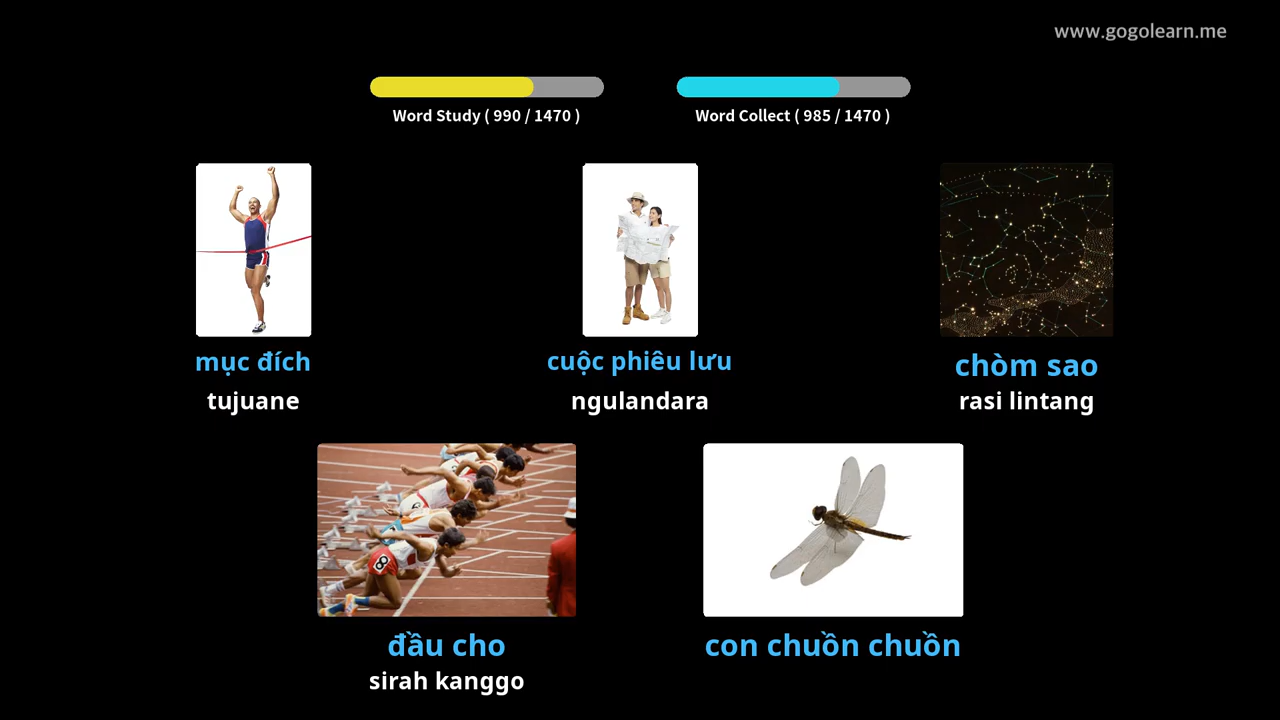 www.gogolearn.me
Word Study ( 990 / 1470 )
Word Collect ( 985 / 1470 )
mục đích
tujuane
cuộc phiêu lưu
ngulandara
chòm sao
rasi lintang
đầu cho
sirah kanggo
con chuồn chuồn
8